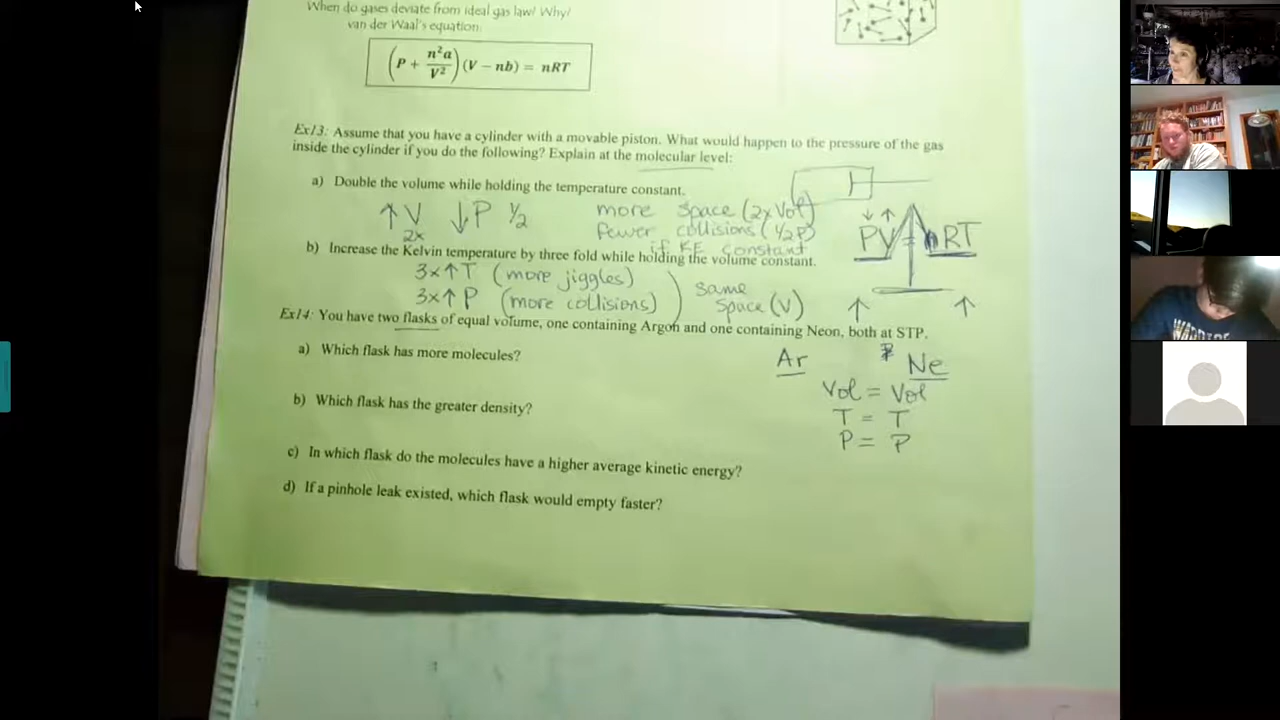 When do gases deviate from ideal gas law? Why?
van der Waal's equation:
(P + n²a/V²) (V − nb) = nRT
Ex13: Assume that you have a cylinder with a movable piston. What would happen to the pressure of the gas
inside the cylinder if you do the following? Explain at the molecular level:
a) Double the volume while holding the temperature constant.
↑ V ↓ P ½
2x
more space (2x Vol)
fewer collisions (½P)
if KE constant
PV = nRT
b) Increase the Kelvin temperature by three fold while holding the volume constant.
3x ↑ T (more jiggles)
3x ↑ P (more collisions)
same
space (V)
Ex14: You have two flasks of equal volume, one containing Argon and one containing Neon, both at STP.
a) Which flask has more molecules?
Ar Ne
Vol = Vol
T = T
P = P
b) Which flask has the greater density?
c) In which flask do the molecules have a higher average kinetic energy?
d) If a pinhole leak existed, which flask would empty faster?